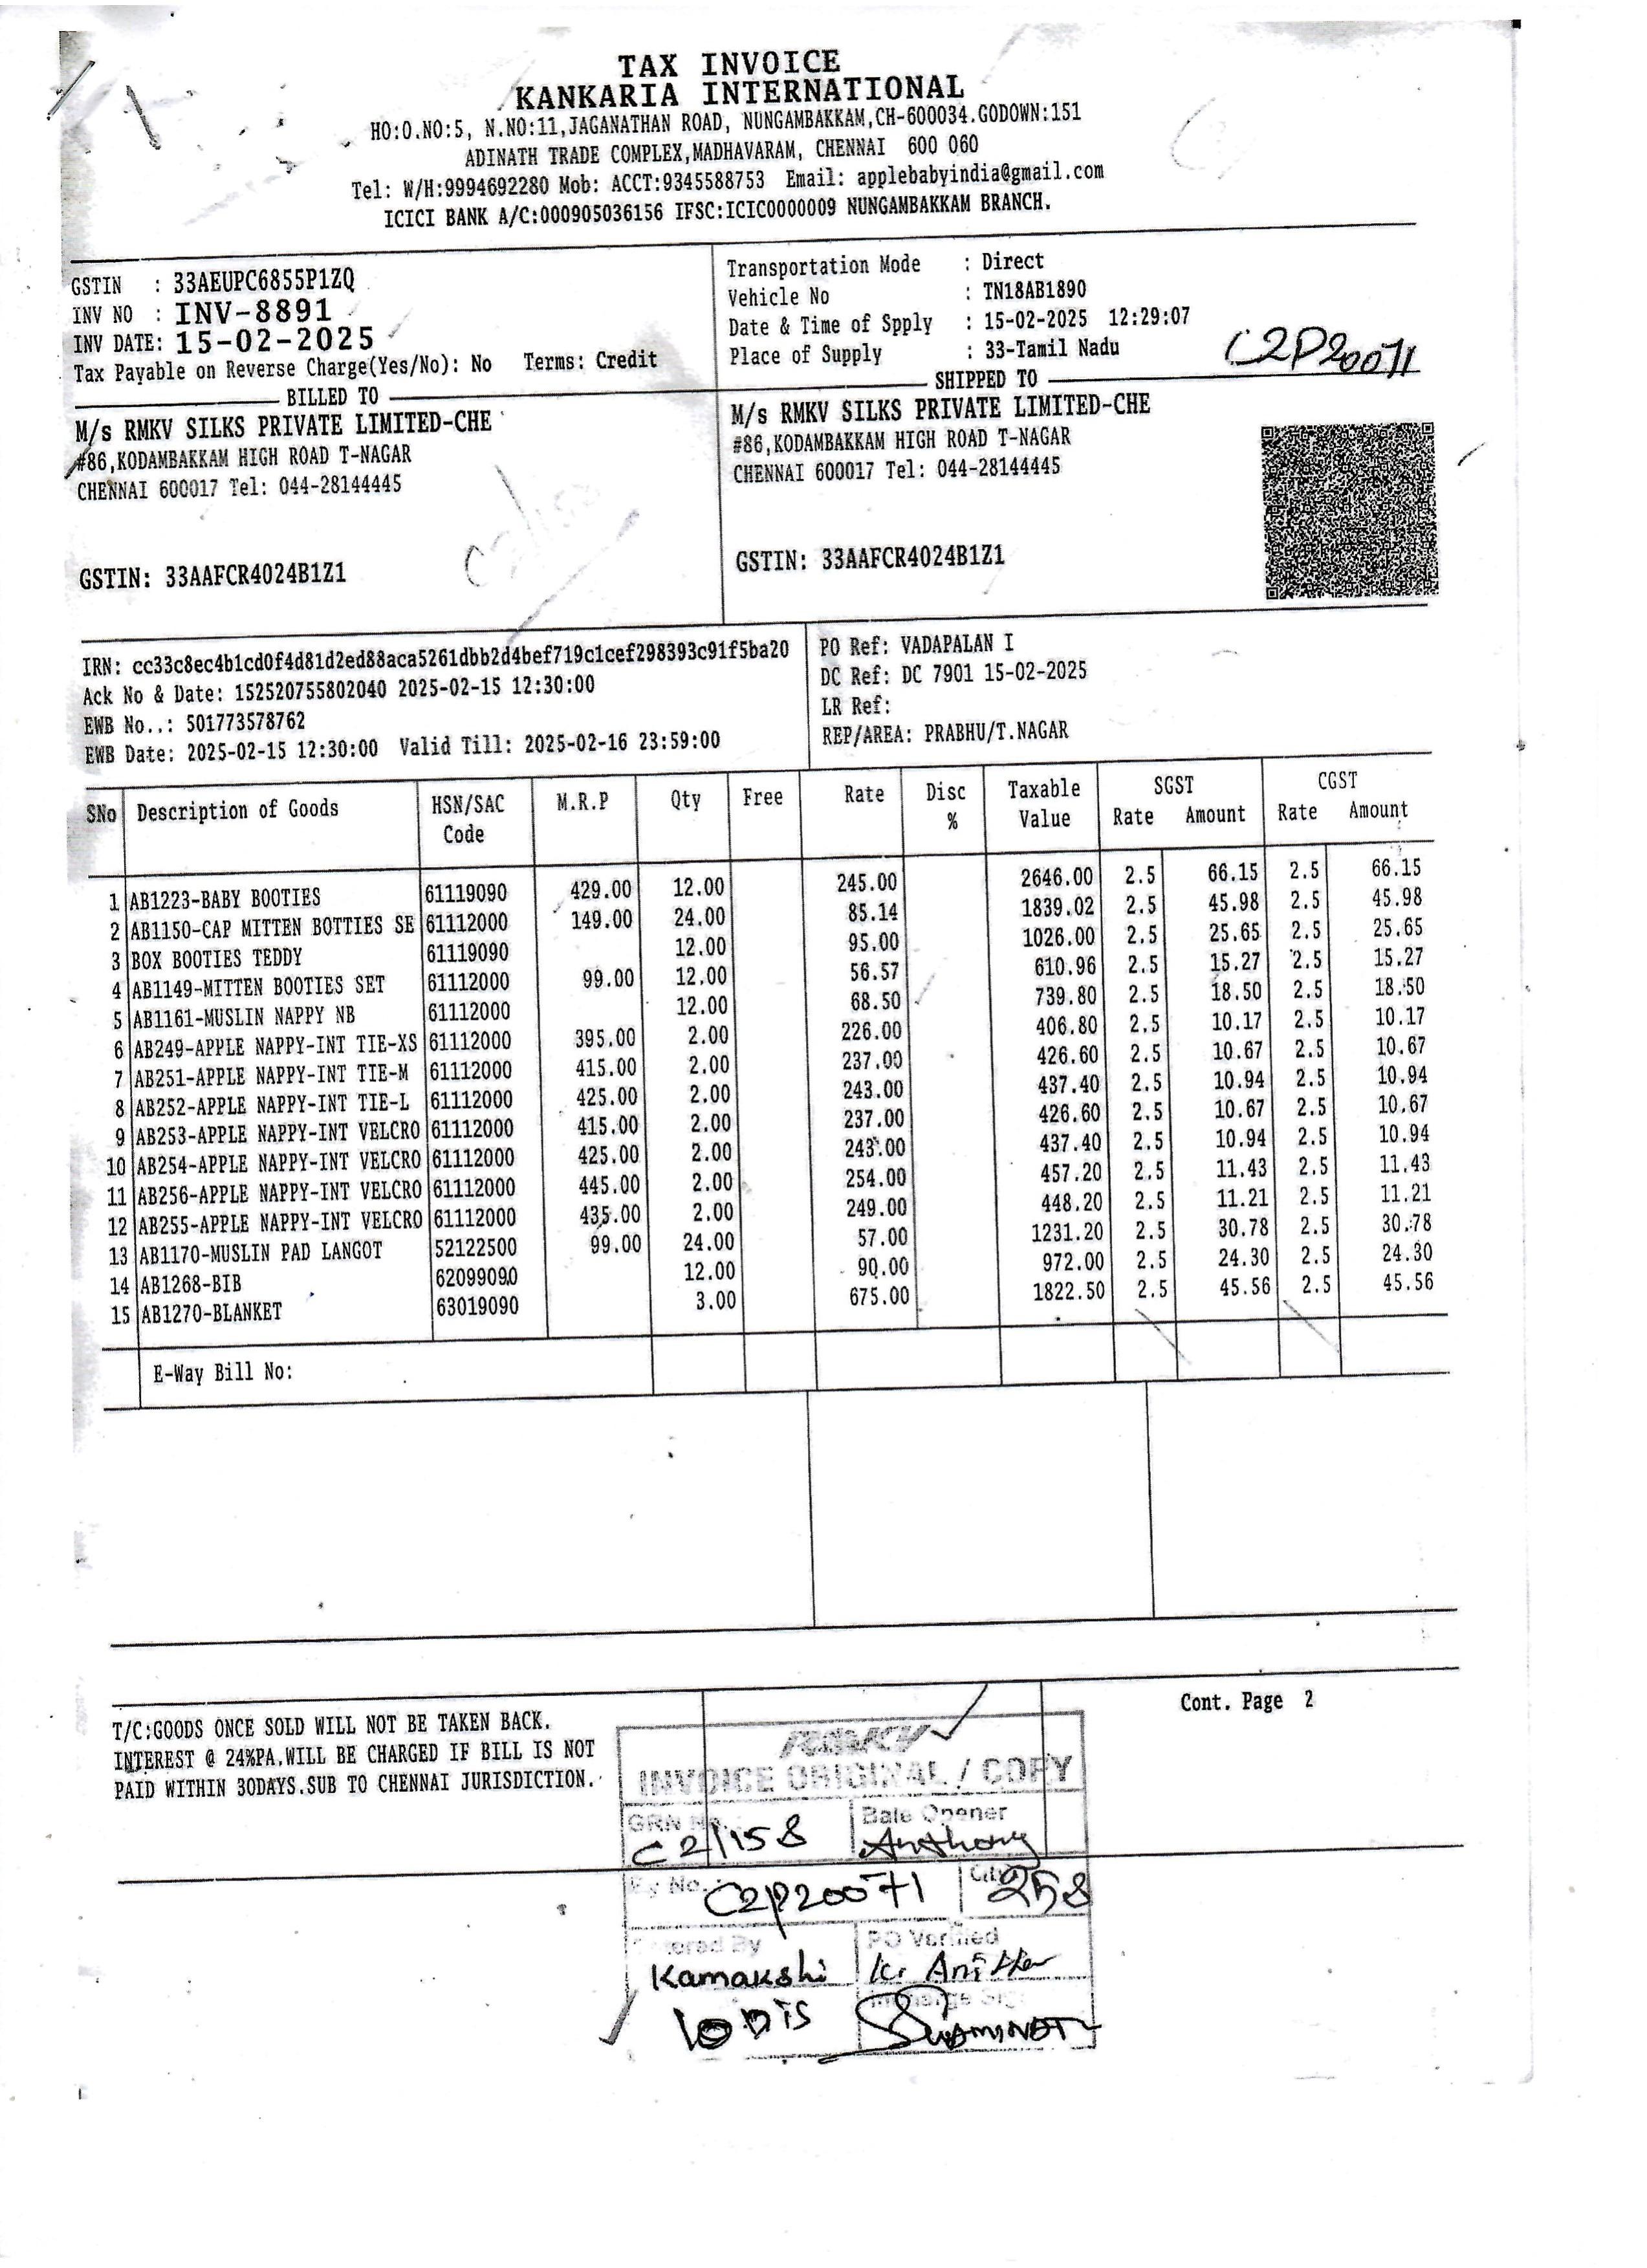 TAX INVOICE
KANKARIA INTERNATIONAL
HO:O.NO:5, N.NO:11,JAGANATHAN ROAD, NUNGAMBAKKAM,CH-600034.GODOWN:151
ADINATH TRADE COMPLEX,MADHAVARAM, CHENNAI 600 060
Tel: W/H:9994692280 Mob: ACCT:9345588753 Email: applebabyindia@gmail.com
ICICI BANK A/C:000905036156 IFSC:ICIC0000009 NUNGAMBAKKAM BRANCH.
GSTIN : 33AEUPC6855P1ZQ
INV NO : INV-8891
INV DATE: 15-02-2025
Tax Payable on Reverse Charge(Yes/No): No Terms: Credit
Transportation Mode : Direct
Vehicle No : TN18AB1890
Date & Time of Spply : 15-02-2025 12:29:07
Place of Supply : 33-Tamil Nadu
C2P20071
BILLED TO
M/s RMKV SILKS PRIVATE LIMITED-CHE
#86,KODAMBAKKAM HIGH ROAD T-NAGAR
CHENNAI 600017 Tel: 044-28144445
GSTIN: 33AAFCR4024B1Z1
SHIPPED TO
M/s RMKV SILKS PRIVATE LIMITED-CHE
#86,KODAMBAKKAM HIGH ROAD T-NAGAR
CHENNAI 600017 Tel: 044-28144445
GSTIN: 33AAFCR4024B1Z1
IRN: cc33c8ec4b1cd0f4d81d2ed88aca5261dbb2d4bef719c1cef298393c91f5ba20
Ack No & Date: 152520755802040 2025-02-15 12:30:00
EWB No..: 501773578762
EWB Date: 2025-02-15 12:30:00 Valid Till: 2025-02-16 23:59:00
PO Ref: VADAPALAN I
DC Ref: DC 7901 15-02-2025
LR Ref:
REP/AREA: PRABHU/T.NAGAR
SNo Description of Goods HSN/SAC Code M.R.P Qty Free Rate Disc % Taxable Value SGST Rate Amount CGST Rate Amount
1 AB1223-BABY BOOTIES 61119090 429.00 12.00 245.00 2646.00 2.5 66.15 2.5 66.15
2 AB1150-CAP MITTEN BOTTIES SE 61112000 149.00 24.00 85.14 1839.02 2.5 45.98 2.5 45.98
3 BOX BOOTIES TEDDY 61119090 12.00 95.00 1026.00 2.5 25.65 2.5 25.65
4 AB1149-MITTEN BOOTIES SET 61112000 99.00 12.00 56.57 610.96 2.5 15.27 2.5 15.27
5 AB1161-MUSLIN NAPPY NB 61112000 12.00 68.50 739.80 2.5 18.50 2.5 18.50
6 AB249-APPLE NAPPY-INT TIE-XS 61112000 395.00 2.00 226.00 406.80 2.5 10.17 2.5 10.17
7 AB251-APPLE NAPPY-INT TIE-M 61112000 415.00 2.00 237.00 426.60 2.5 10.67 2.5 10.67
8 AB252-APPLE NAPPY-INT TIE-L 61112000 425.00 2.00 243.00 437.40 2.5 10.94 2.5 10.94
9 AB253-APPLE NAPPY-INT VELCRO 61112000 415.00 2.00 237.00 426.60 2.5 10.67 2.5 10.67
10 AB254-APPLE NAPPY-INT VELCRO 61112000 425.00 2.00 243.00 437.40 2.5 10.94 2.5 10.94
11 AB256-APPLE NAPPY-INT VELCRO 61112000 445.00 2.00 254.00 457.20 2.5 11.43 2.5 11.43
12 AB255-APPLE NAPPY-INT VELCRO 61112000 435.00 2.00 249.00 448.20 2.5 11.21 2.5 11.21
13 AB1170-MUSLIN PAD LANGOT 52122500 99.00 24.00 57.00 1231.20 2.5 30.78 2.5 30.78
14 AB1268-BIB 62099090 12.00 90.00 972.00 2.5 24.30 2.5 24.30
15 AB1270-BLANKET 63019090 3.00 675.00 1822.50 2.5 45.56 2.5 45.56
E-Way Bill No:
T/C:GOODS ONCE SOLD WILL NOT BE TAKEN BACK.
INTEREST @ 24%PA.WILL BE CHARGED IF BILL IS NOT
PAID WITHIN 30DAYS.SUB TO CHENNAI JURISDICTION.
Cont. Page 2
INVOICE ORIGINAL / COPY
GRN No. C2/158
Bale Opener Anthony
C2P20071
258
Kamakshi
PO Verified K. Anitha